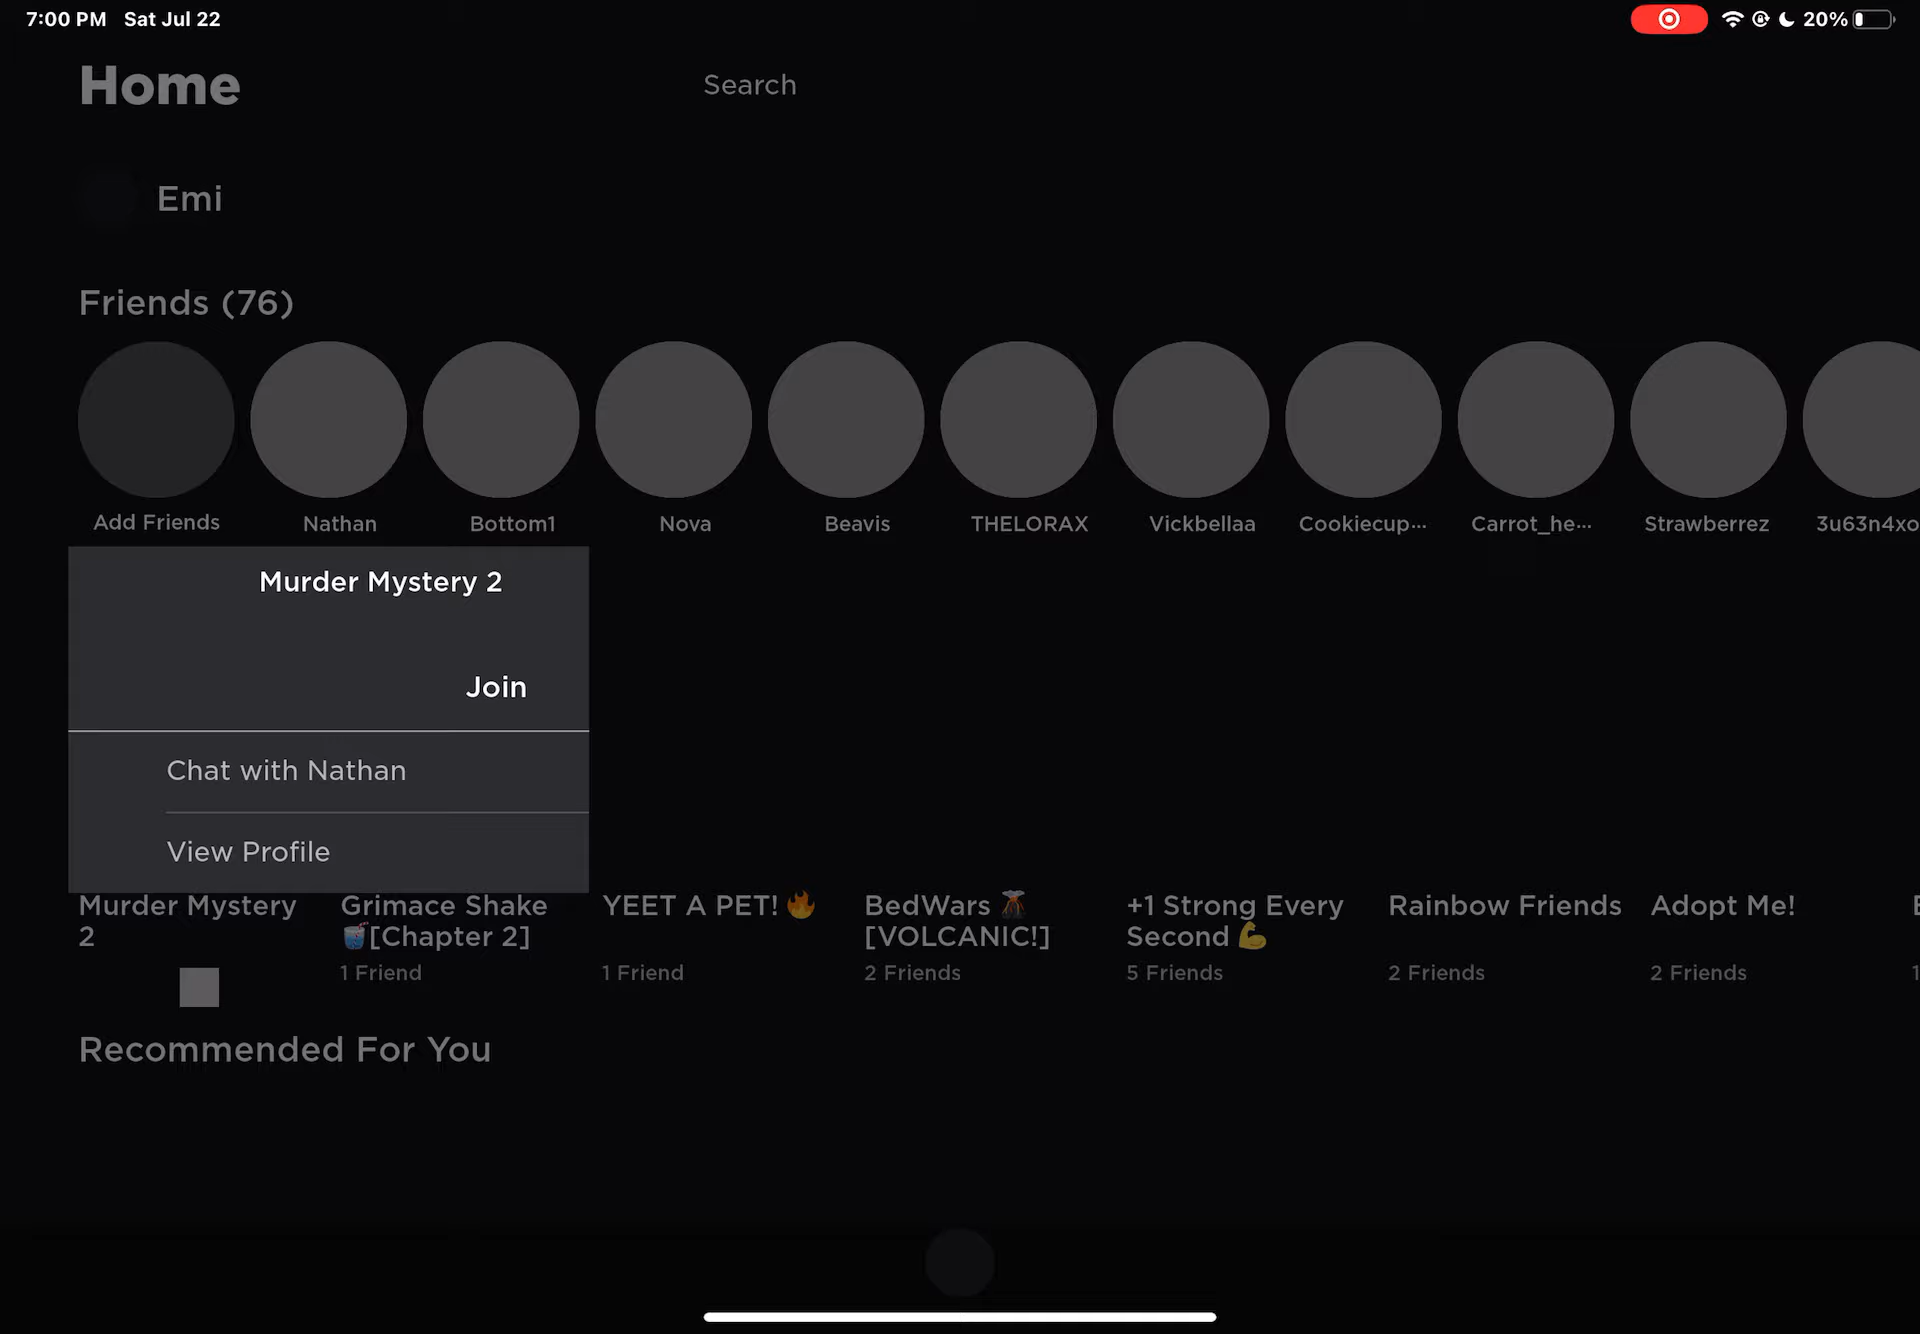 7:00 PM Sat Jul 22
20%
Home
Search
Emi
Friends (76)
Add Friends
Nathan
Bottom1
Nova
Beavis
THELORAX
Vickbellaa
Cookiecup...
Carrot_he...
Strawberrez
3u63n4xo
Murder Mystery 2
Join
Chat with Nathan
View Profile
Murder Mystery
2
Grimace Shake
🥤[Chapter 2]
1 Friend
YEET A PET!🔥
1 Friend
BedWars 🌋
[VOLCANIC!]
2 Friends
+1 Strong Every
Second 💪
5 Friends
Rainbow Friends
2 Friends
Adopt Me!
2 Friends
1
Recommended For You